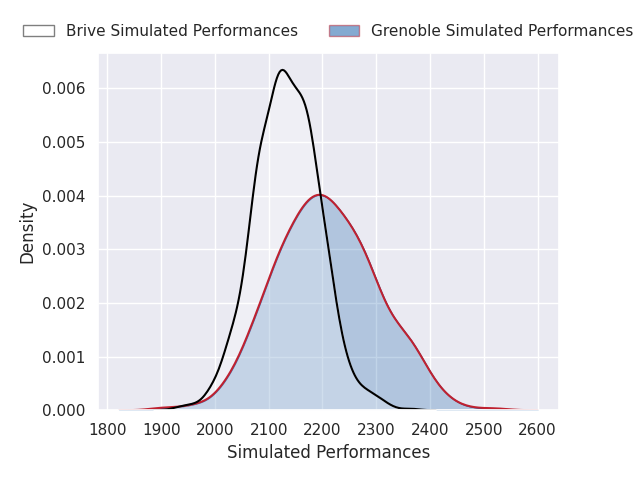 Brive Simulated Performances Grenoble Simulated Performances
0.006
0.005
0.004
0.003
0.002
0.001
0.000
Density
1800 1900 2000 2100 2200 2300 2400 2500 2600
Simulated Performances